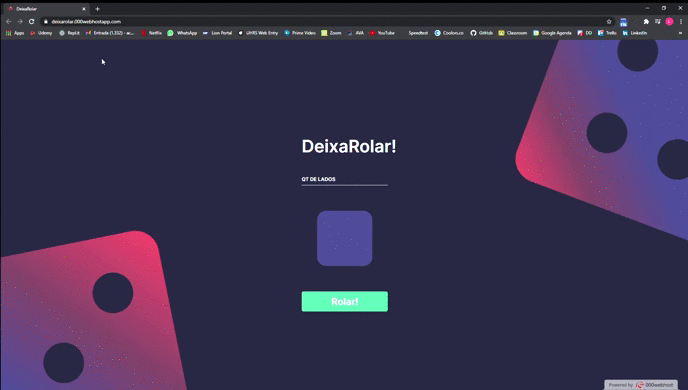 DeixaRolar
deixarolar.000webhostapp.com
Apps Udemy Repl.it Entrada (1.332) - ac... Netflix WhatsApp Lion Portal UHRS Web Entry Prime Video Zoom AVA YouTube Speedtest Coolors.co GitHub Classroom Google Agenda DD Trello LinkedIn
DeixaRolar!
QT DE LADOS
Rolar!
Powered by 000webhost